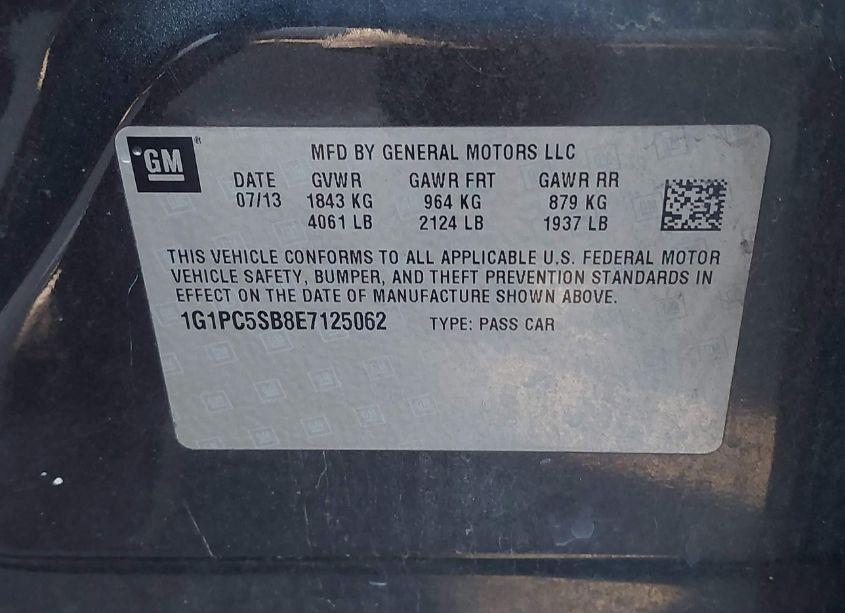 GM®
MFD BY GENERAL MOTORS LLC
DATE GVWR GAWR FRT GAWR RR
07/13 1843 KG 964 KG 879 KG
4061 LB 2124 LB 1937 LB
THIS VEHICLE CONFORMS TO ALL APPLICABLE U.S. FEDERAL MOTOR
VEHICLE SAFETY, BUMPER, AND THEFT PREVENTION STANDARDS IN
EFFECT ON THE DATE OF MANUFACTURE SHOWN ABOVE.
1G1PC5SB8E7125062 TYPE: PASS CAR